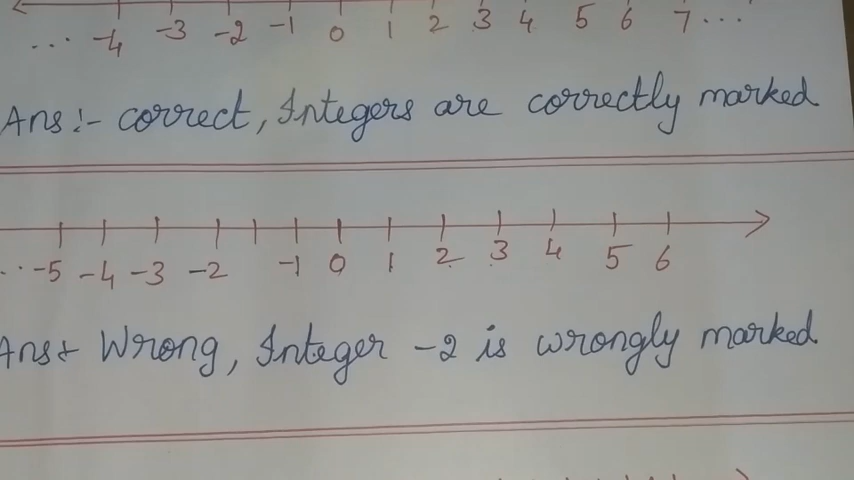 ... -4 -3 -2 -1 0 1 2 3 4 5 6 7 ...
Ans :- correct, Integers are correctly marked
.. -5 -4 -3 -2 -1 0 1 2 3 4 5 6
Ans :- Wrong, Integer -2 is wrongly marked